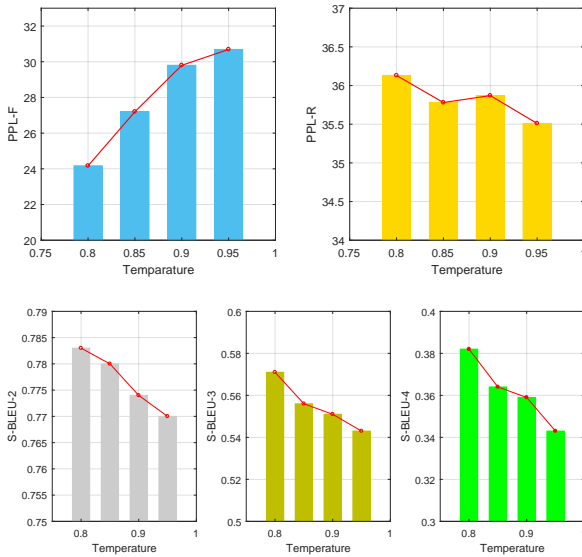 PPL-F
32
30
28
26
24
22
20
0.75 0.8 0.85 0.9 0.95 1
Temparature
PPL-R
37
36.5
36
35.5
35
34.5
34
0.75 0.8 0.85 0.9 0.95 1
Temperature
S-BLEU-2
0.79
0.785
0.78
0.775
0.77
0.765
0.76
0.755
0.75
0.8 0.9 1
Temperature
S-BLEU-3
0.6
0.58
0.56
0.54
0.52
0.5
0.8 0.9 1
Temperature
S-BLEU-4
0.4
0.38
0.36
0.34
0.32
0.3
0.8 0.9 1
Temperature